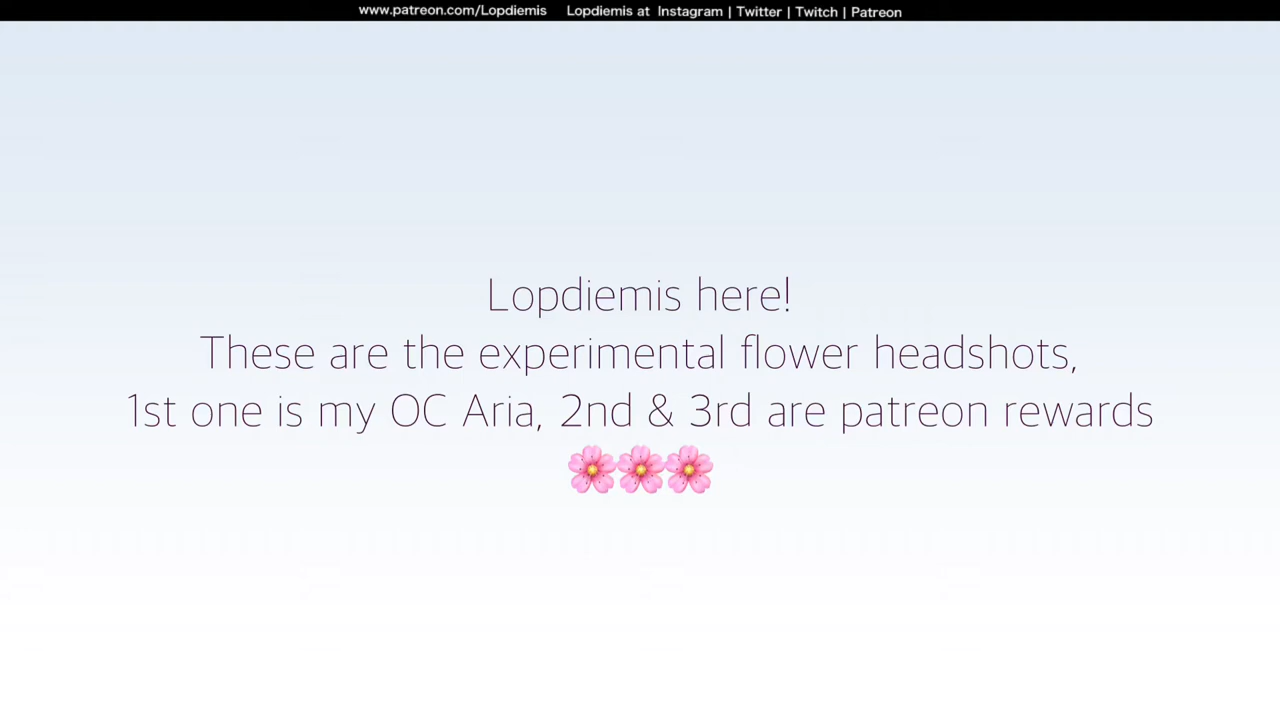 www.patreon.com/Lopdiemis Lopdiemis at Instagram | Twitter | Twitch | Patreon
Lopdiemis here!
These are the experimental flower headshots,
1st one is my OC Aria, 2nd & 3rd are patreon rewards
🌸🌸🌸